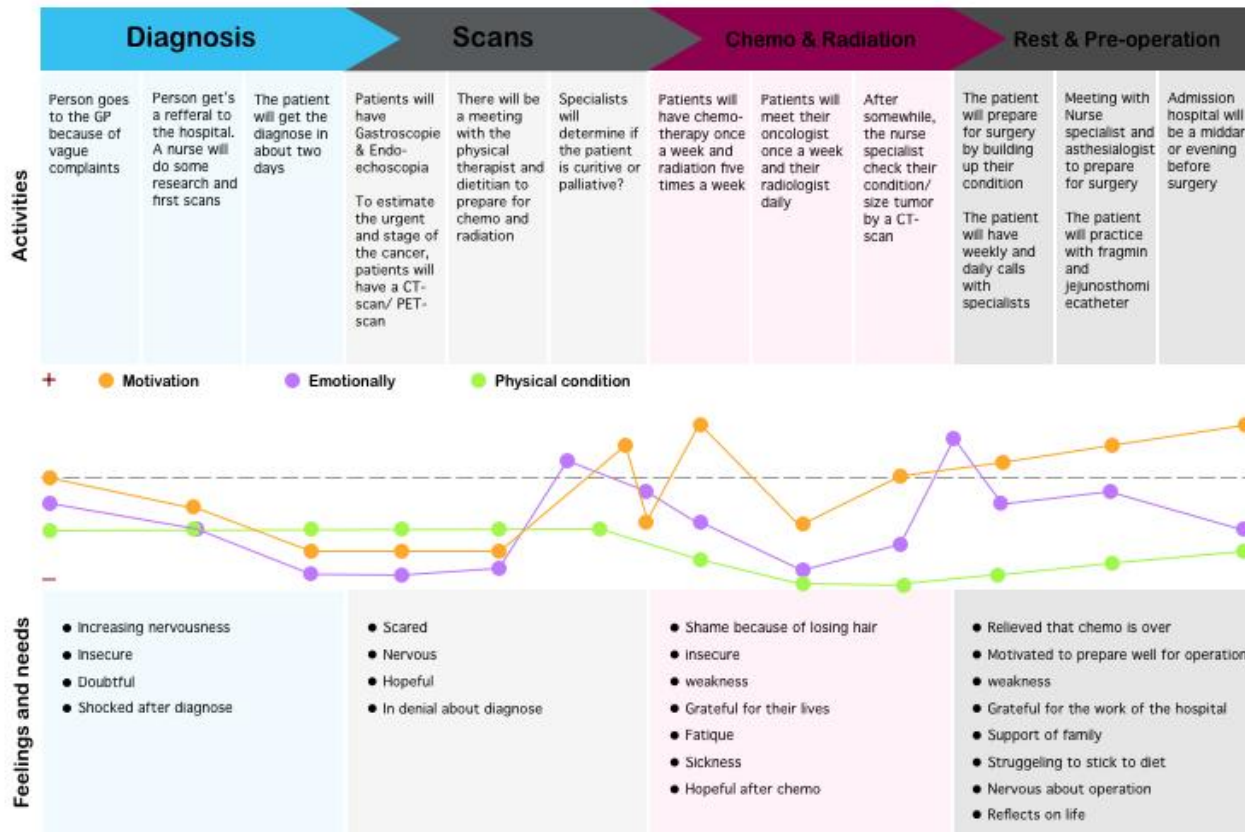 Diagnosis
Scans
Chemo & Radiation
Rest & Pre-operation
Activities
Person goes
to the GP
because of
vague
complaints
Person get's
a refferal to
the hospital.
A nurse will
do some
research and
first scans
The patient
will get the
diagnose in
about two
days
Patients will
have
Gastroscopie
& Endo-
echoscopia
To estimate
the urgent
and stage of
the cancer,
patients will
have a CT-
scan/ PET-
scan
There will be
a meeting
with the
physical
therapist and
dietitian to
prepare for
chemo and
radiation
Specialists
will
determine if
the patient
is curitive or
palliative?
Patients will
have chemo-
therapy once
a week and
radiation five
times a week
Patients will
meet their
oncologist
once a week
and their
radiologist
daily
After
somewhile,
the nurse
specialist
check their
condition/
size tumor
by a CT-
scan
The patient
will prepare
for surgery
by building
up their
condition
The patient
will have
weekly and
daily calls
with
specialists
Meeting with
Nurse
specialist and
asthesialogist
to prepare
for surgery
The patient
will practice
with fragmin
and
jejunosthomi
ecatheter
Admission
hospital will
be a middar
or evening
before
surgery
+
Motivation
Emotionally
Physical condition
−
Feelings and needs
● Increasing nervousness
● Insecure
● Doubtful
● Shocked after diagnose
● Scared
● Nervous
● Hopeful
● In denial about diagnose
● Shame because of losing hair
● insecure
● weakness
● Grateful for their lives
● Fatique
● Sickness
● Hopeful after chemo
● Relieved that chemo is over
● Motivated to prepare well for operation
● weakness
● Grateful for the work of the hospital
● Support of family
● Struggeling to stick to diet
● Nervous about operation
● Reflects on life